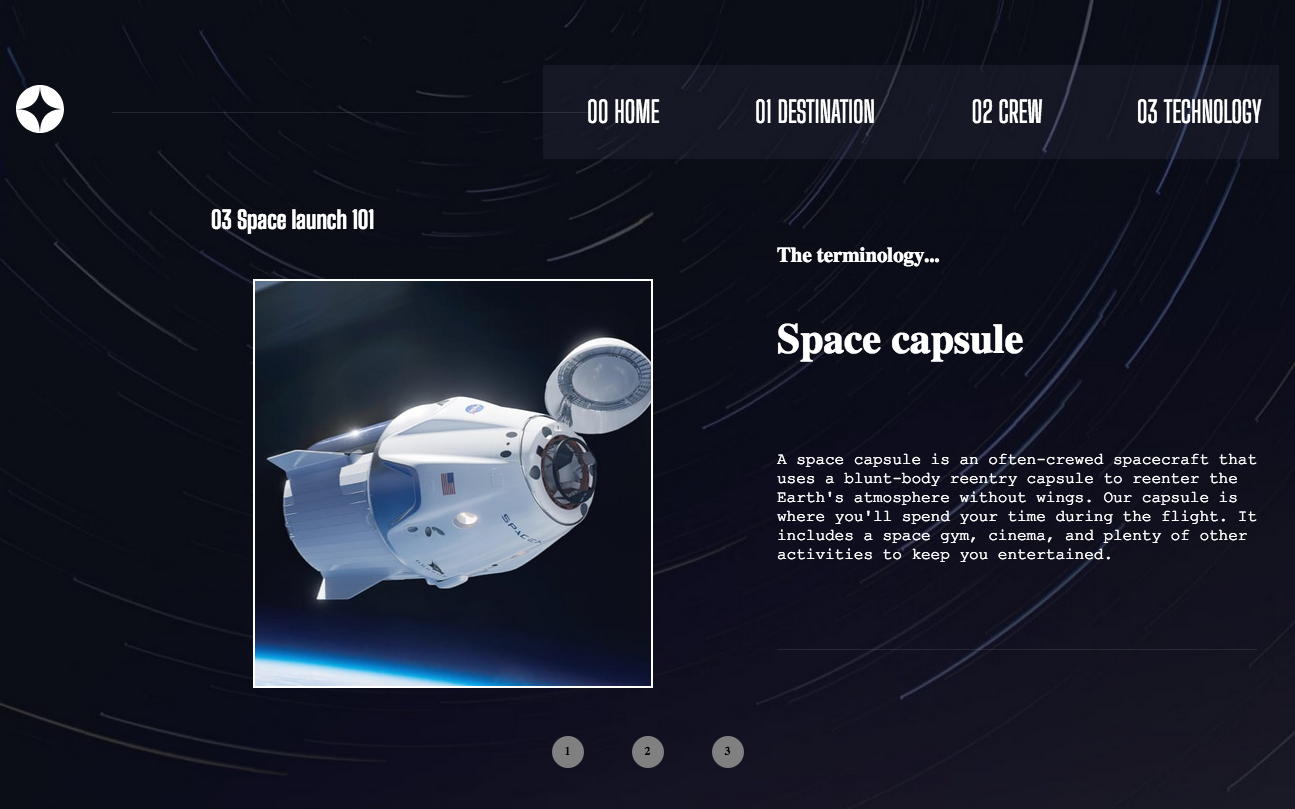 00 HOME
01 DESTINATION
02 CREW
03 TECHNOLOGY
03 Space launch 101
SPACEX
The terminology...
Space capsule
A space capsule is an often-crewed spacecraft that
uses a blunt-body reentry capsule to reenter the
Earth's atmosphere without wings. Our capsule is
where you'll spend your time during the flight. It
includes a space gym, cinema, and plenty of other
activities to keep you entertained.
1
2
3